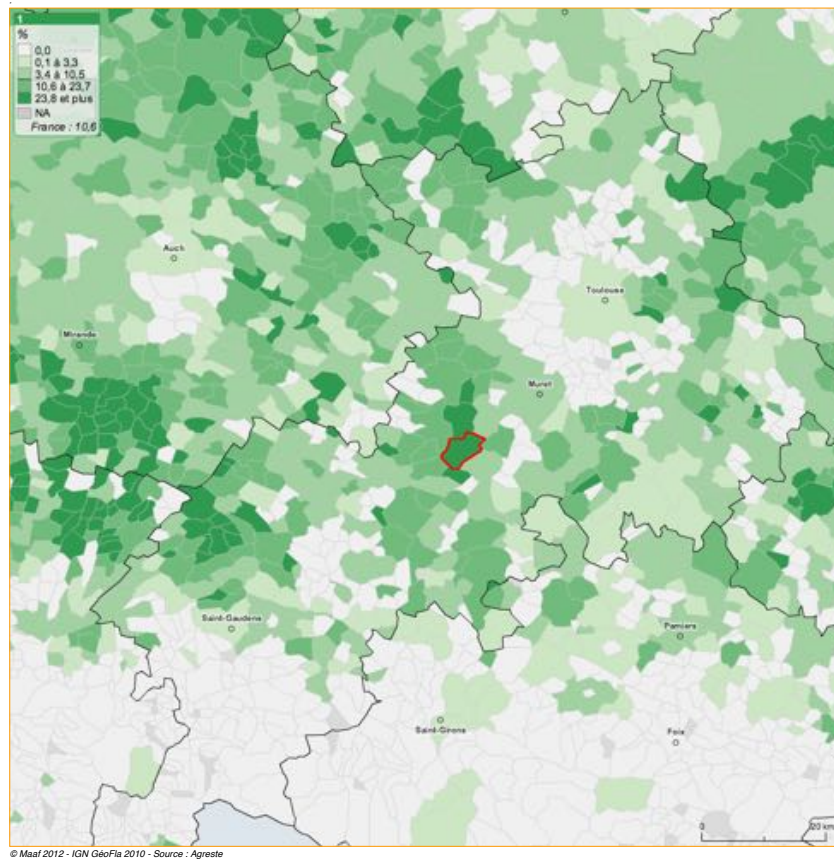 1
%
0,0
0,1 à 3,3
3,4 à 10,5
10,6 à 23,7
23,8 et plus
NA
France : 10,6
Auch
Toulouse
Mirande
Muret
Saint-Gaudens
Pamiers
Saint-Girons
Foix
0 20 km
© Maaf 2012 - IGN GéoFla 2010 - Source : Agreste